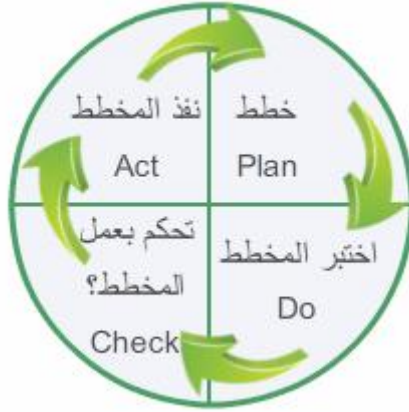 خطط
Plan
اختبر المخطط
Do
تحكم بعمل
المخطط؟
Check
نفذ المخطط
Act